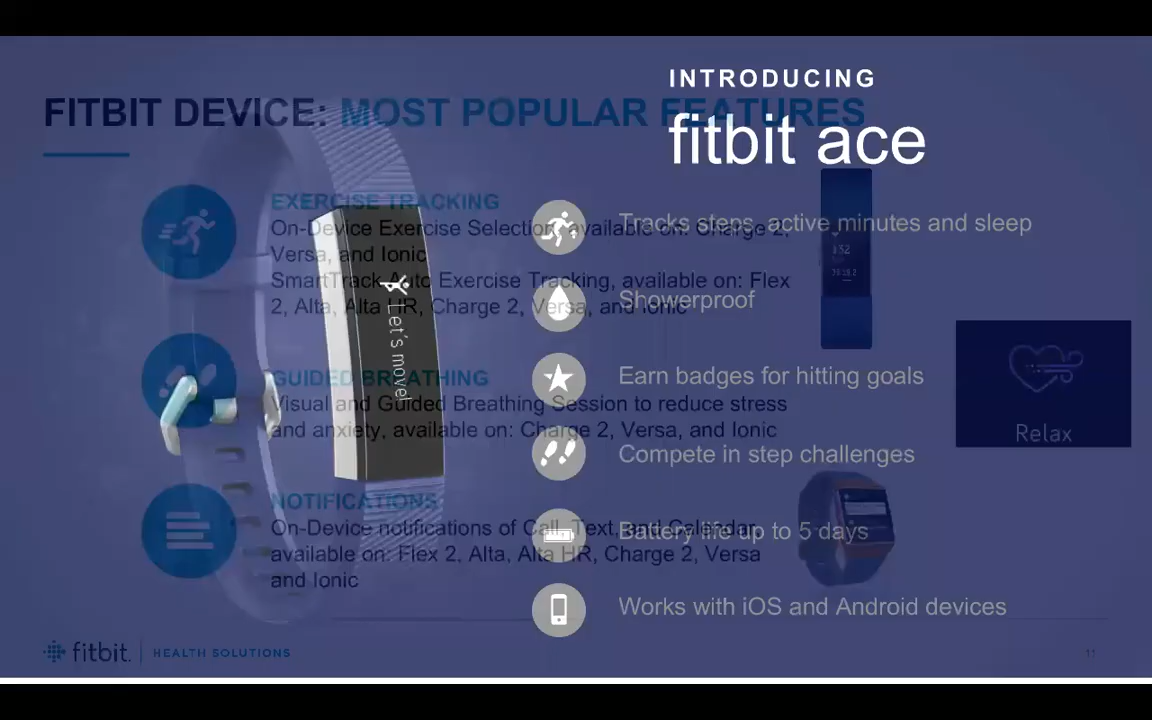 INTRODUCING
fitbit ace
FITBIT DEVICE: MOST POPULAR FEATURES
EXERCISE TRACKING
On-Device Exercise Selection, available on: Charge 2,
Versa, and Ionic
SmartTrack Auto Exercise Tracking, available on: Flex
2, Alta, Alta HR, Charge 2, Versa, and Ionic
GUIDED BREATHING
Visual and Guided Breathing Session to reduce stress
and anxiety, available on: Charge 2, Versa, and Ionic
NOTIFICATIONS
On-Device notifications of Call, Text, and Calendar,
available on: Flex 2, Alta, Alta HR, Charge 2, Versa
and Ionic
Let's move!
Tracks steps, active minutes and sleep
Showerproof
Earn badges for hitting goals
Compete in step challenges
Battery life up to 5 days
Works with iOS and Android devices
Relax
fitbit. HEALTH SOLUTIONS
11